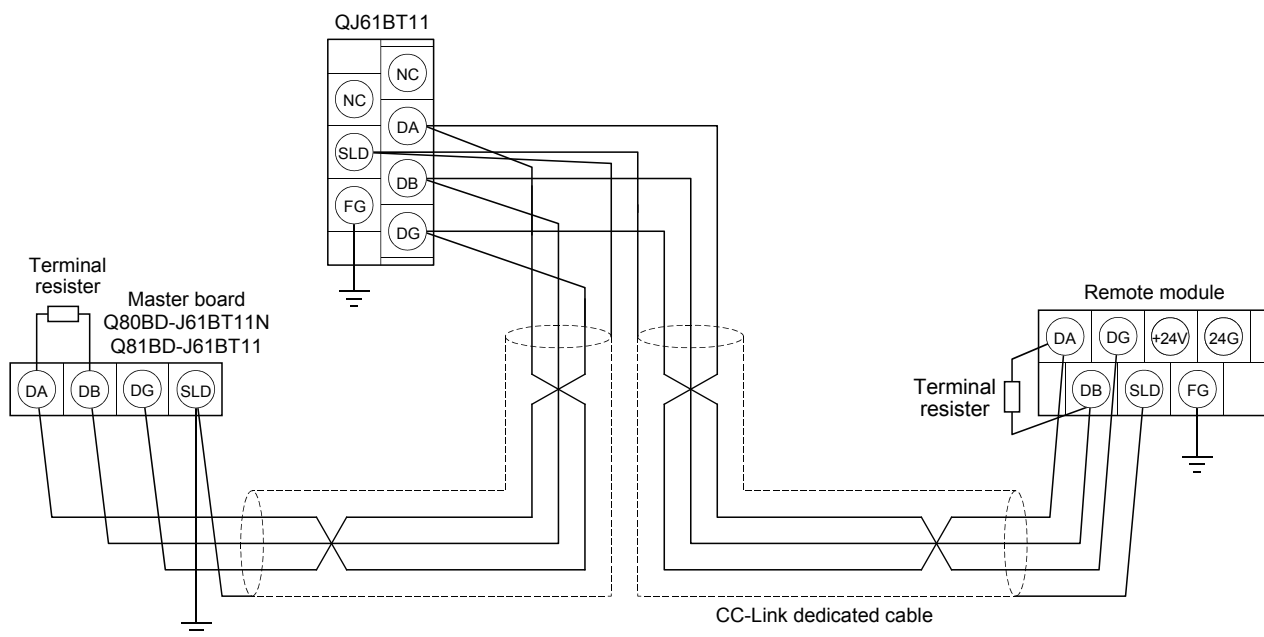 QJ61BT11
NC
NC
DA
SLD
DB
FG
DG
Terminal
resister
Master board
Q80BD-J61BT11N
Q81BD-J61BT11
DA DB DG SLD
Remote module
DA DG +24V 24G
DB SLD FG
Terminal
resister
CC-Link dedicated cable